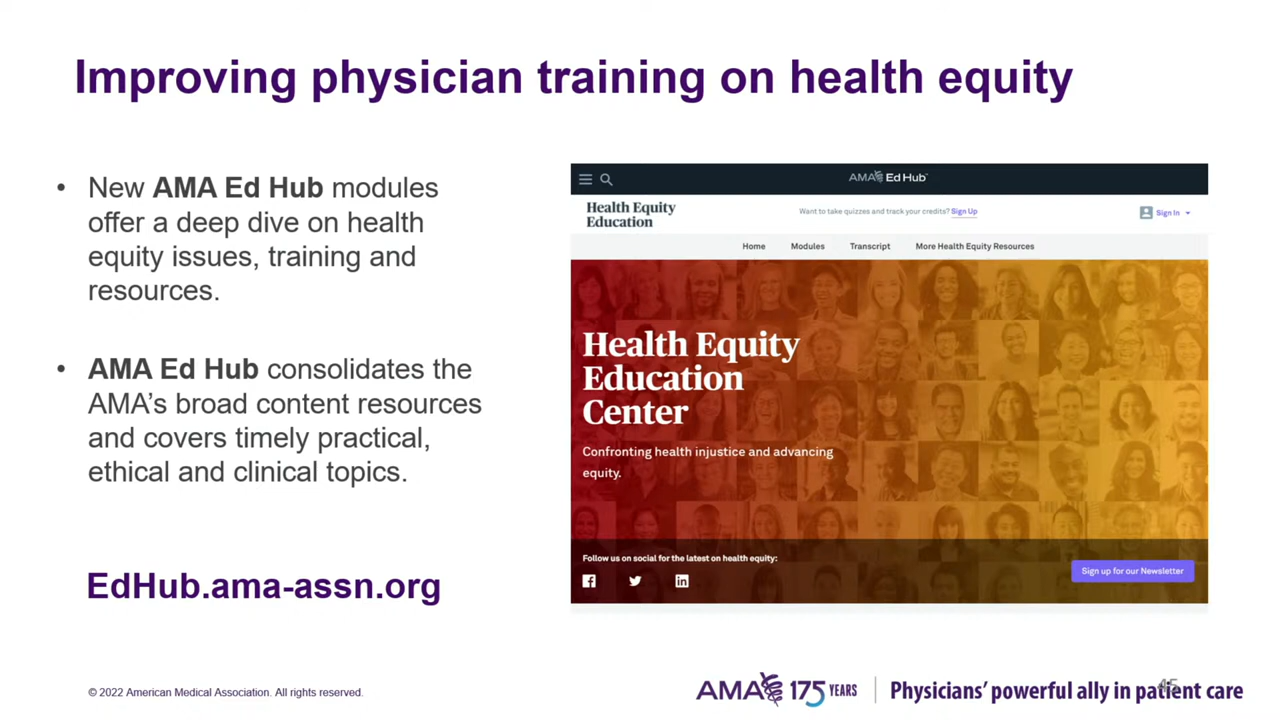 Improving physician training on health equity
• New AMA Ed Hub modules
offer a deep dive on health
equity issues, training and
resources.
• AMA Ed Hub consolidates the
AMA’s broad content resources
and covers timely practical,
ethical and clinical topics.
EdHub.ama-assn.org
AMA Ed Hub™
Health Equity
Education
Want to take quizzes and track your credits? Sign Up
Sign In
Home Modules Transcript More Health Equity Resources
Health Equity
Education
Center
Confronting health injustice and advancing
equity.
Follow us on social for the latest on health equity:
Sign up for our Newsletter
© 2022 American Medical Association. All rights reserved.
AMA 175 YEARS
Physicians’ powerful ally in patient care
45